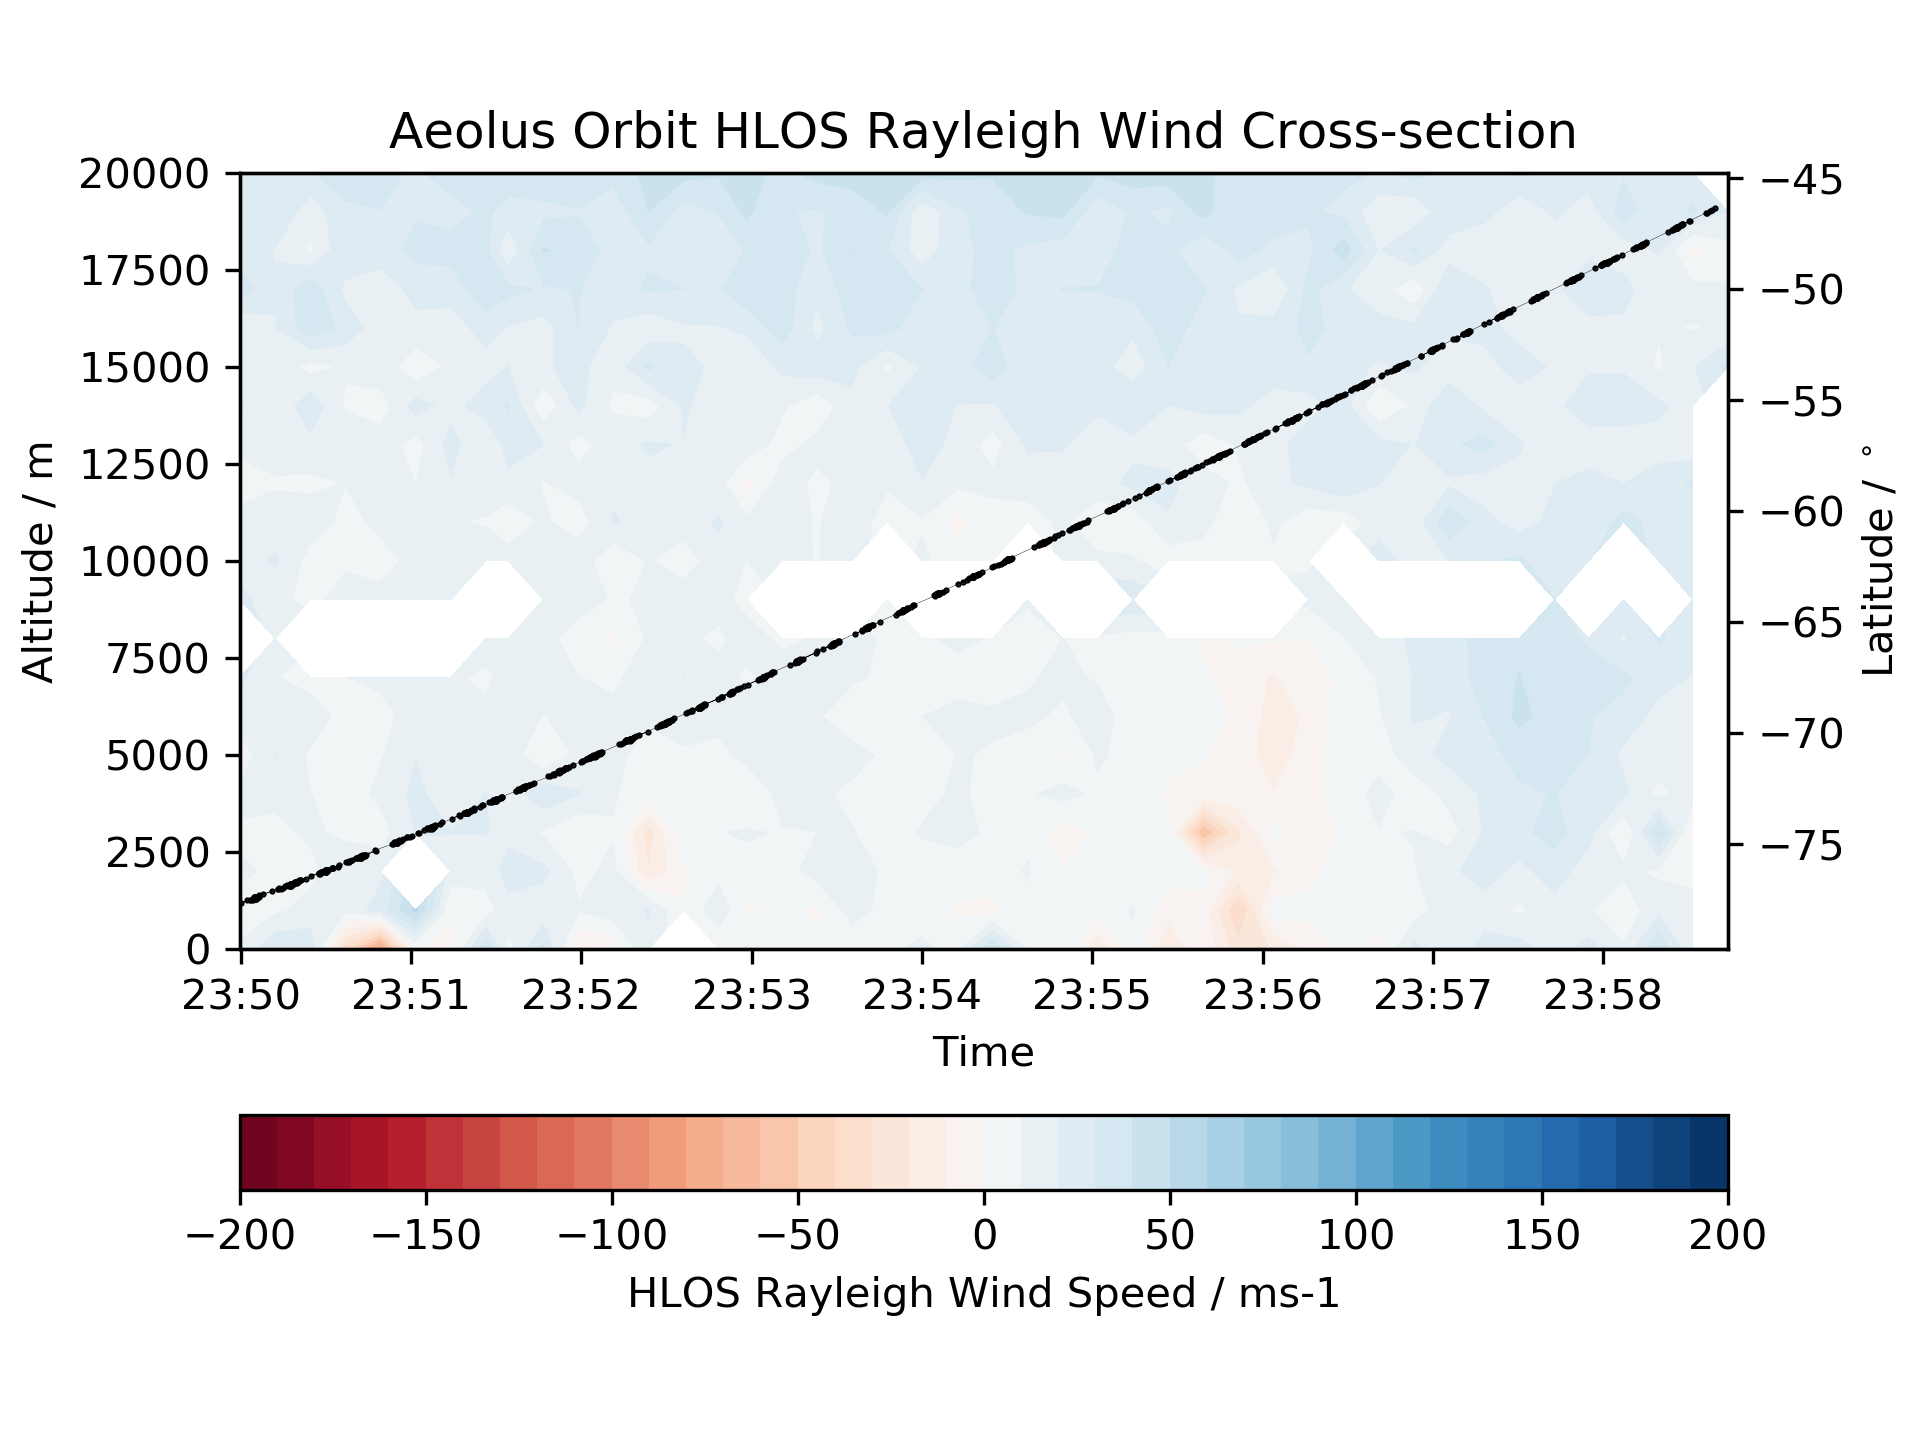 Aeolus Orbit HLOS Rayleigh Wind Cross-section
20000
17500
15000
12500
10000
7500
5000
2500
0
Altitude / m
−45
−50
−55
−60
−65
−70
−75
Latitude / °
23:50 23:51 23:52 23:53 23:54 23:55 23:56 23:57 23:58
Time
−200 −150 −100 −50 0 50 100 150 200
HLOS Rayleigh Wind Speed / ms-1